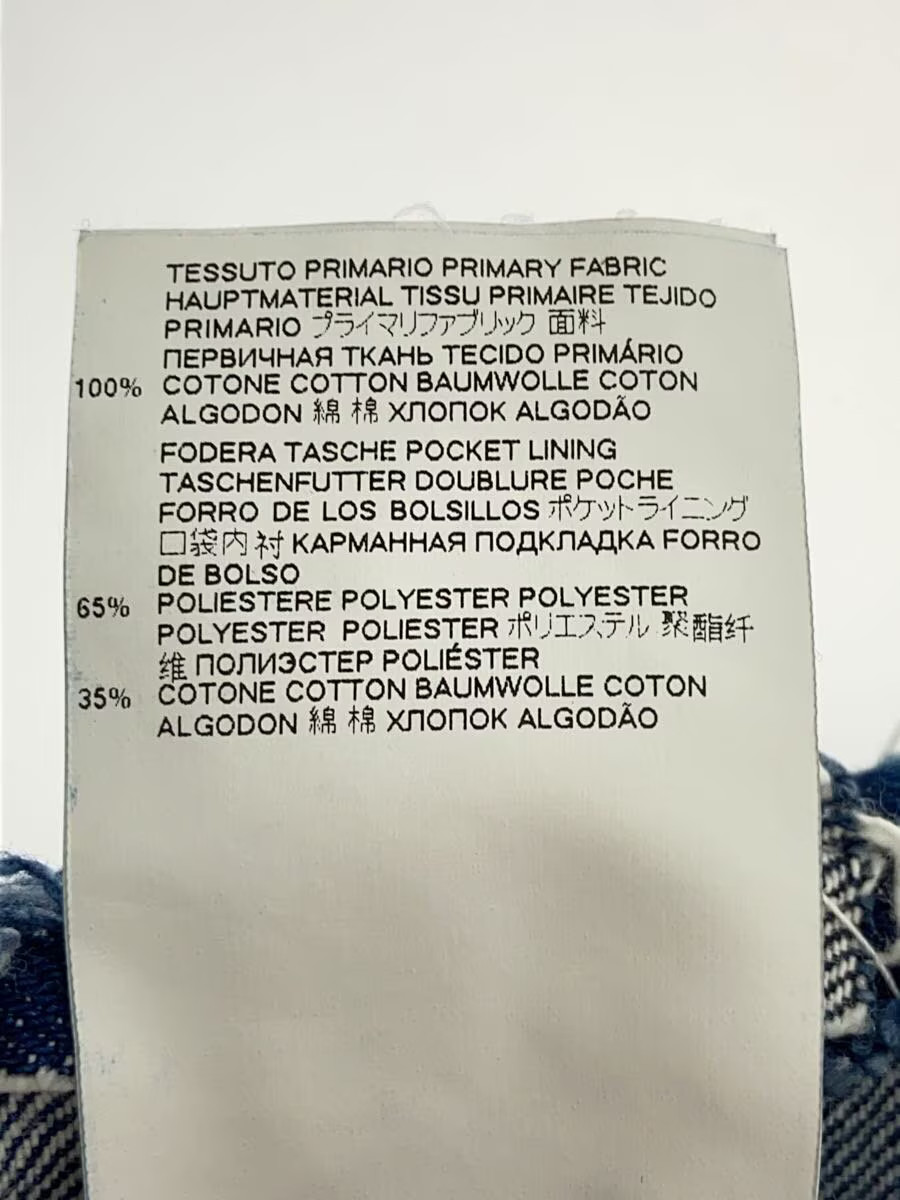 TESSUTO PRIMARIO PRIMARY FABRIC
HAUPTMATERIAL TISSU PRIMAIRE TEJIDO
PRIMARIO プライマリファブリック 面料
ПЕРВИЧНАЯ ТКАНЬ TECIDO PRIMÁRIO
100% COTONE COTTON BAUMWOLLE COTON
ALGODON 綿 棉 ХЛОПОК ALGODÃO
FODERA TASCHE POCKET LINING
TASCHENFUTTER DOUBLURE POCHE
FORRO DE LOS BOLSILLOS ポケットライニング
口袋内衬 КАРМАННАЯ ПОДКЛАДКА FORRO
DE BOLSO
65% POLIESTERE POLYESTER POLYESTER
POLYESTER POLIESTER ポリエステル 聚酯纤
维 ПОЛИЭСТЕР POLIÉSTER
35% COTONE COTTON BAUMWOLLE COTON
ALGODON 綿 棉 ХЛОПОК ALGODÃO